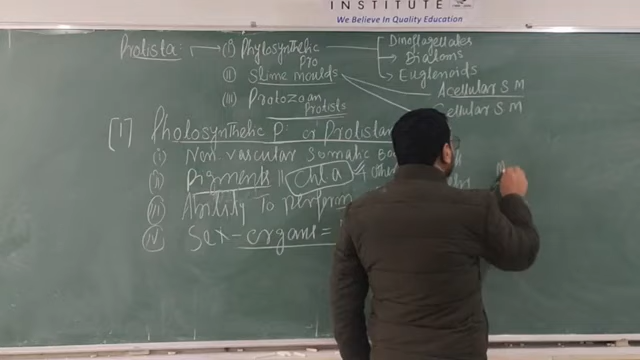 INSTITUTE
We Believe In Quality Education
Protista: → (i) Phylosynthetic Pro
Dinoflagellates
Diatoms
Euglenoids
(ii) Slime moulds
Acellular S M
Cellular S M
(iii) Protozoan Protists
[1] Photosynthetic P. or Protistan
(i) Non vascular Somatic
(ii) Pigments = Chl a
(iii) Ability To perform
(iv) Sex-organs =